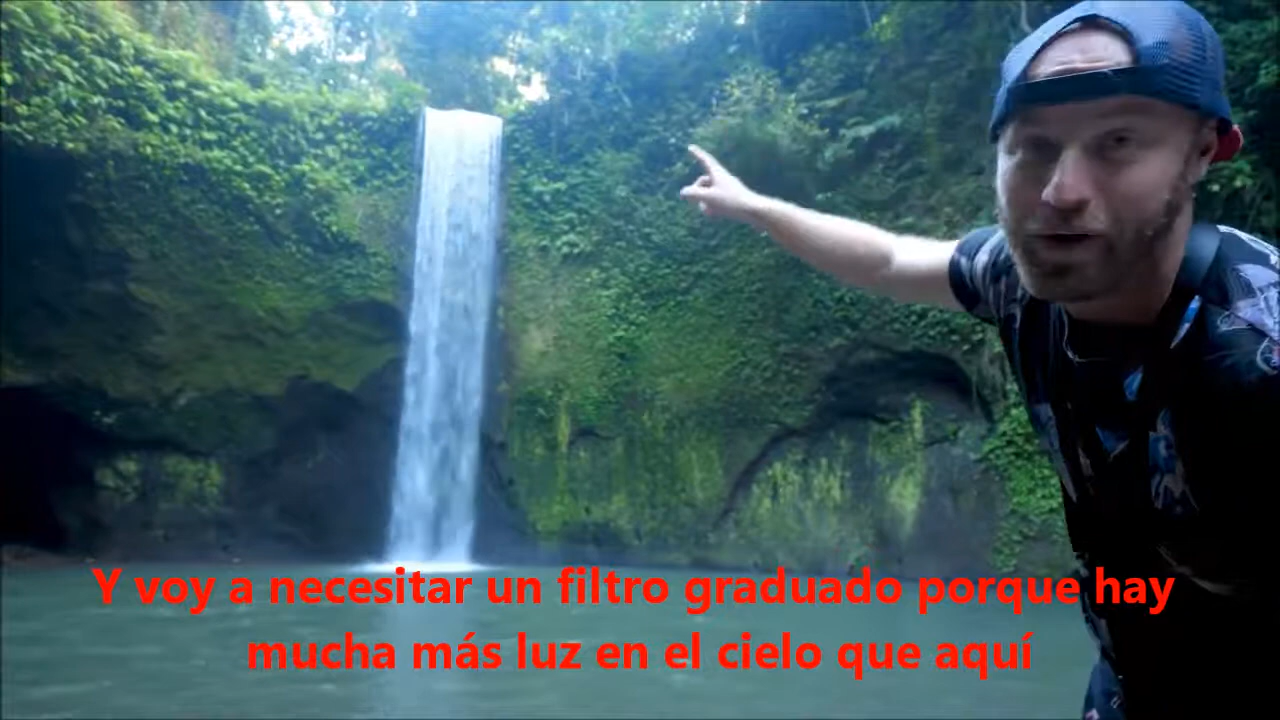 Y voy a necesitar un filtro graduado porque hay
mucha más luz en el cielo que aquí